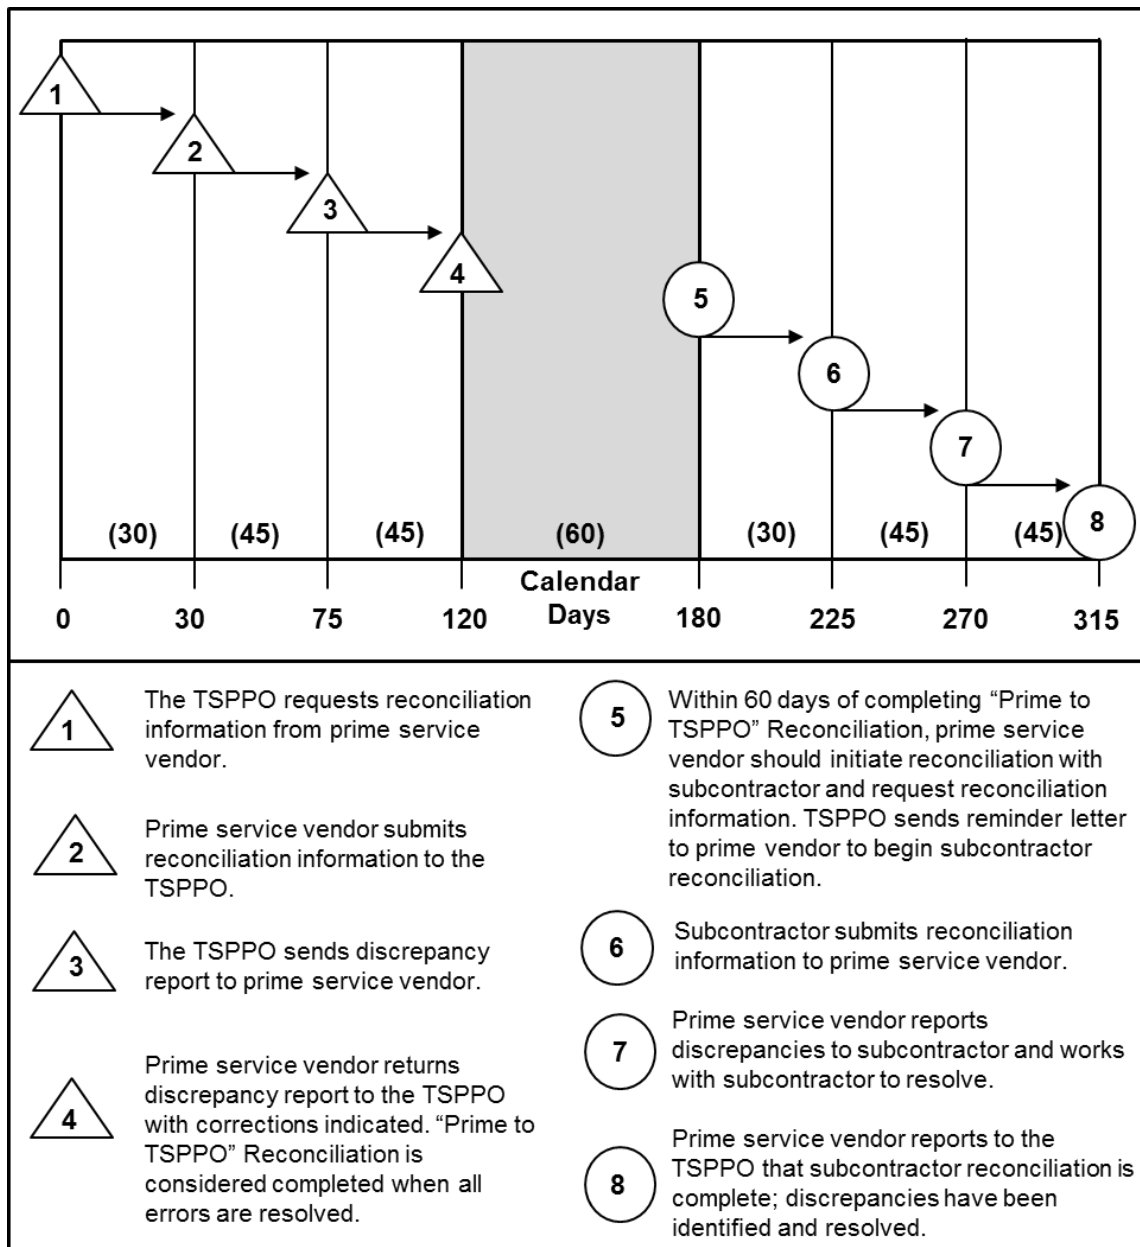 1
2
3
4
5
6
7
8
(30) (45) (45) (60) (30) (45) (45)
Calendar
Days
0 30 75 120 180 225 270 315
1
The TSPPO requests reconciliation
information from prime service
vendor.
2
Prime service vendor submits
reconciliation information to the
TSPPO.
3
The TSPPO sends discrepancy
report to prime service vendor.
4
Prime service vendor returns
discrepancy report to the TSPPO
with corrections indicated. “Prime to
TSPPO” Reconciliation is
considered completed when all
errors are resolved.
5
Within 60 days of completing “Prime to
TSPPO” Reconciliation, prime service
vendor should initiate reconciliation with
subcontractor and request reconciliation
information. TSPPO sends reminder letter
to prime vendor to begin subcontractor
reconciliation.
6
Subcontractor submits reconciliation
information to prime service vendor.
7
Prime service vendor reports
discrepancies to subcontractor and works
with subcontractor to resolve.
8
Prime service vendor reports to the
TSPPO that subcontractor reconciliation is
complete; discrepancies have been
identified and resolved.